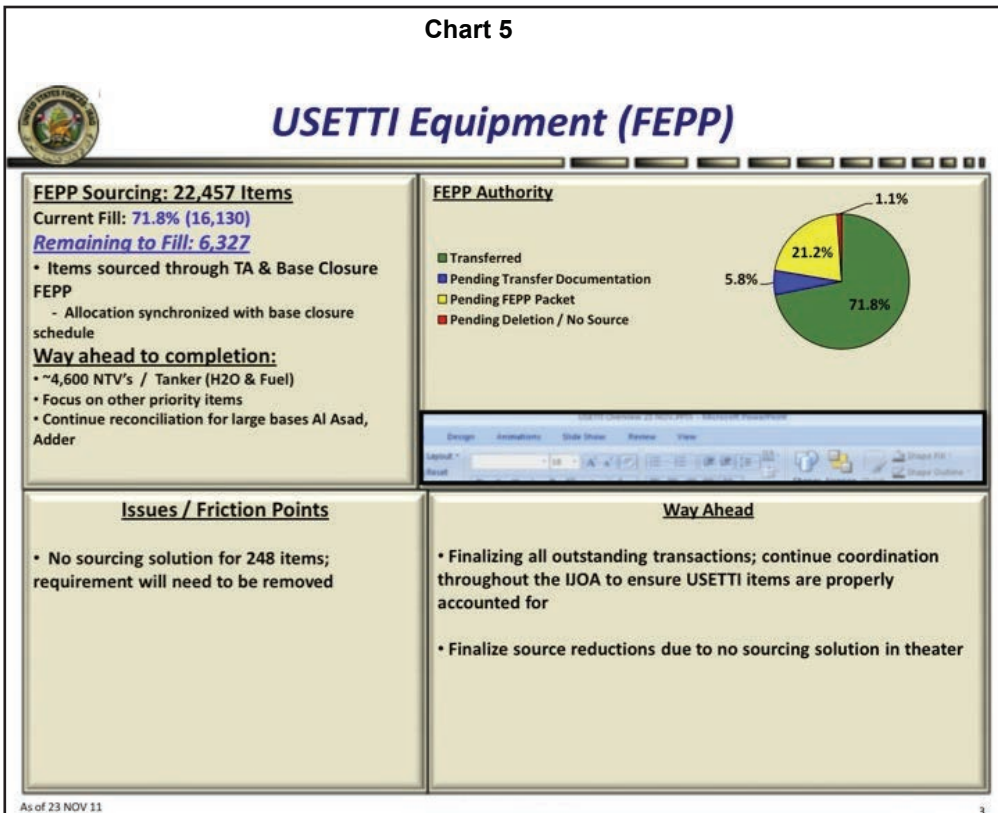 Chart 5
USETTI Equipment (FEPP)
FEPP Sourcing: 22,457 Items
Current Fill: 71.8% (16,130)
Remaining to Fill: 6,327
• Items sourced through TA & Base Closure
FEPP
- Allocation synchronized with base closure
schedule
Way ahead to completion:
• ~4,600 NTV's / Tanker (H2O & Fuel)
• Focus on other priority items
• Continue reconciliation for large bases Al Asad,
Adder
FEPP Authority
Transferred
Pending Transfer Documentation
Pending FEPP Packet
Pending Deletion / No Source
1.1%
21.2%
5.8%
71.8%
Design Animations Slide Show Review View
Layout
Reset
18
Shape Fill
Shape Outline
Issues / Friction Points
• No sourcing solution for 248 items;
requirement will need to be removed
Way Ahead
• Finalizing all outstanding transactions; continue coordination
throughout the IJOA to ensure USETTI items are properly
accounted for
• Finalize source reductions due to no sourcing solution in theater
As of 23 NOV 11
3